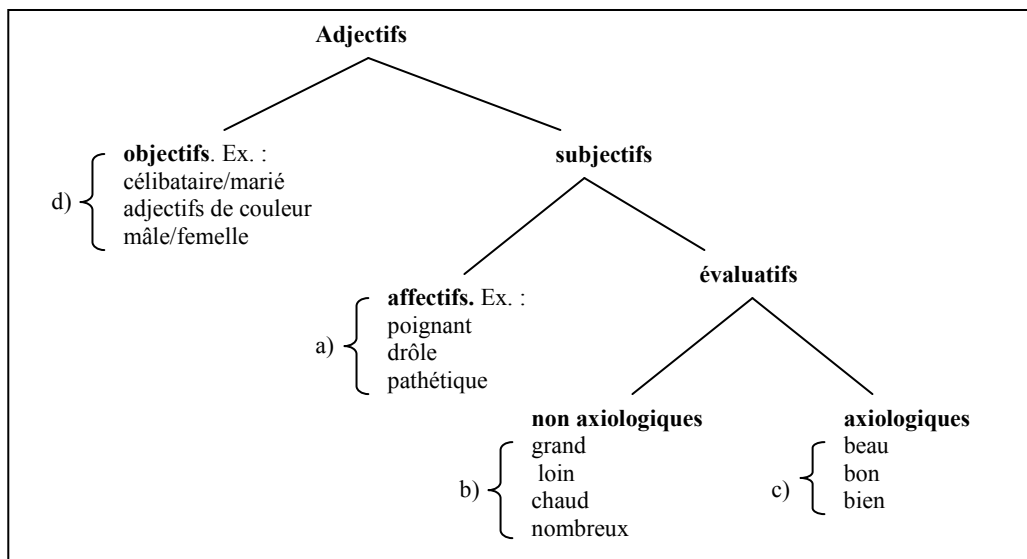 Adjectifs
objectifs. Ex. :
célibataire/marié
d) adjectifs de couleur
mâle/femelle
subjectifs
affectifs. Ex. :
poignant
a) drôle
pathétique
évaluatifs
non axiologiques
grand
loin
b) chaud
nombreux
axiologiques
beau
c) bon
bien